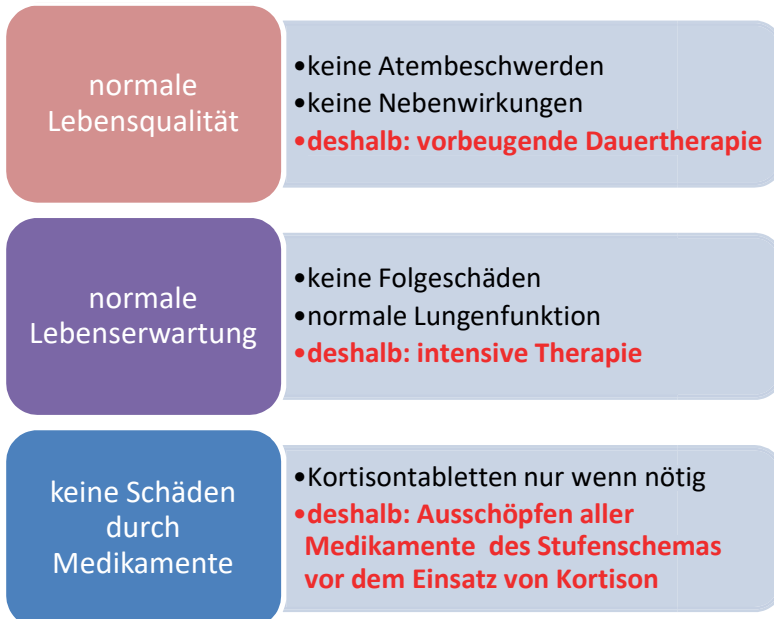 normale
Lebensqualität
•keine Atembeschwerden
•keine Nebenwirkungen
•deshalb: vorbeugende Dauertherapie
normale
Lebenserwartung
•keine Folgeschäden
•normale Lungenfunktion
•deshalb: intensive Therapie
keine Schäden
durch
Medikamente
•Kortisontabletten nur wenn nötig
•deshalb: Ausschöpfen aller
Medikamente  des Stufenschemas
vor dem Einsatz von Kortison